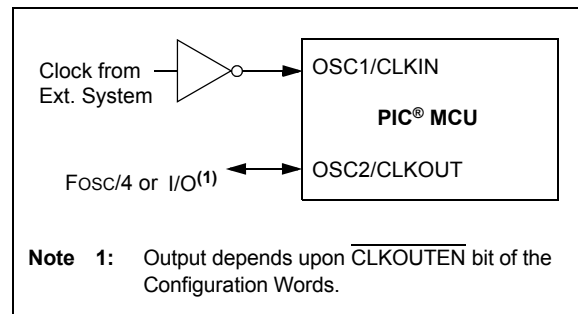 Clock from
Ext. System
OSC1/CLKIN
PIC® MCU
FOSC/4 or I/O(1)
OSC2/CLKOUT
Note 1: Output depends upon CLKOUTEN bit of the
Configuration Words.